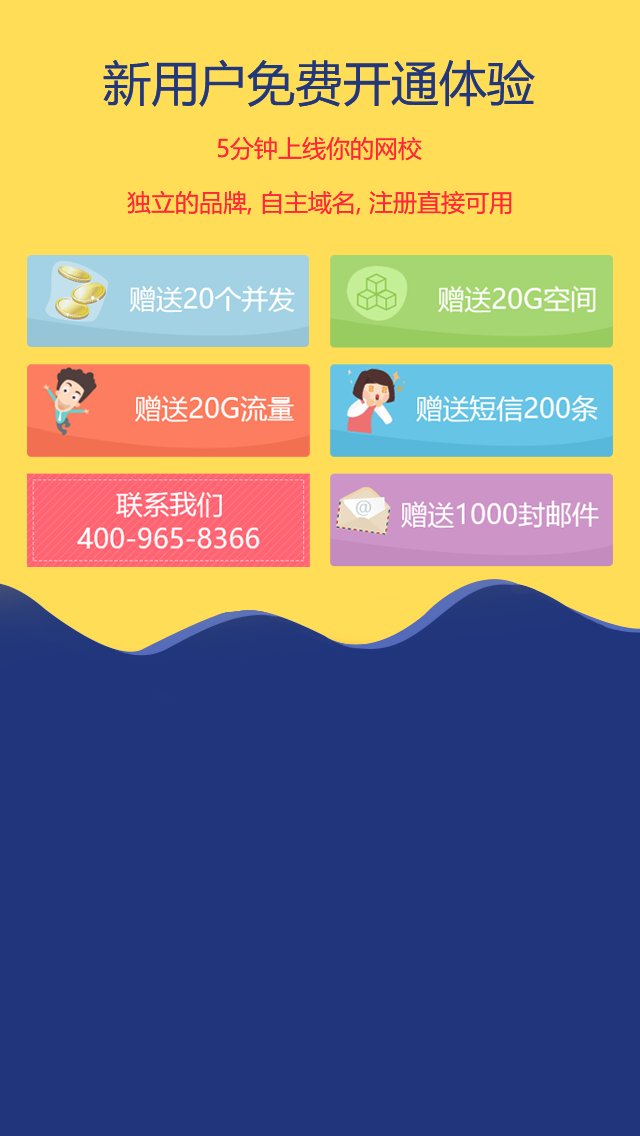 新用户免费开通体验
5分钟上线你的网校
独立的品牌, 自主域名, 注册直接可用
赠送20个并发
赠送20G空间
赠送20G流量
赠送短信200条
联系我们
400-965-8366
@
赠送1000封邮件